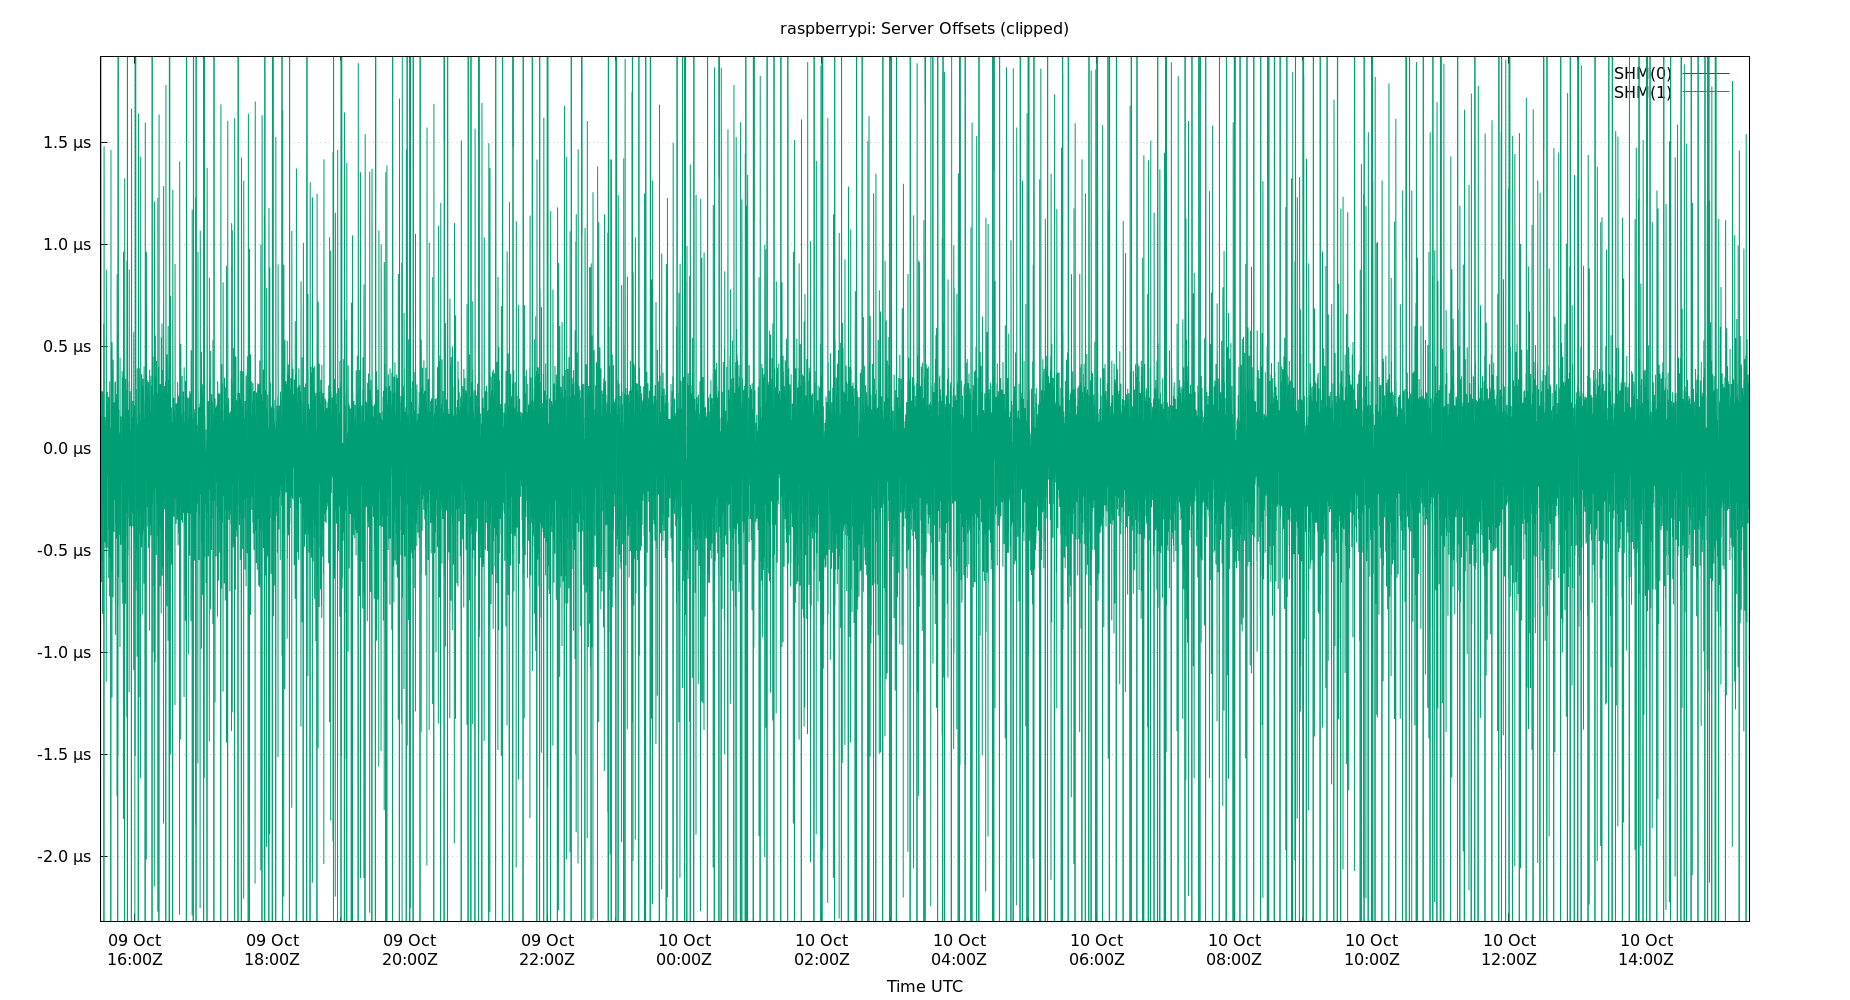 raspberrypi: Server Offsets (clipped)
SHM(0)
SHM(1)
1.5 µs
1.0 µs
0.5 µs
0.0 µs
-0.5 µs
-1.0 µs
-1.5 µs
-2.0 µs
09 Oct 09 Oct 09 Oct 09 Oct 10 Oct 10 Oct 10 Oct 10 Oct 10 Oct 10 Oct 10 Oct 10 Oct
16:00Z 18:00Z 20:00Z 22:00Z 00:00Z 02:00Z 04:00Z 06:00Z 08:00Z 10:00Z 12:00Z 14:00Z
Time UTC